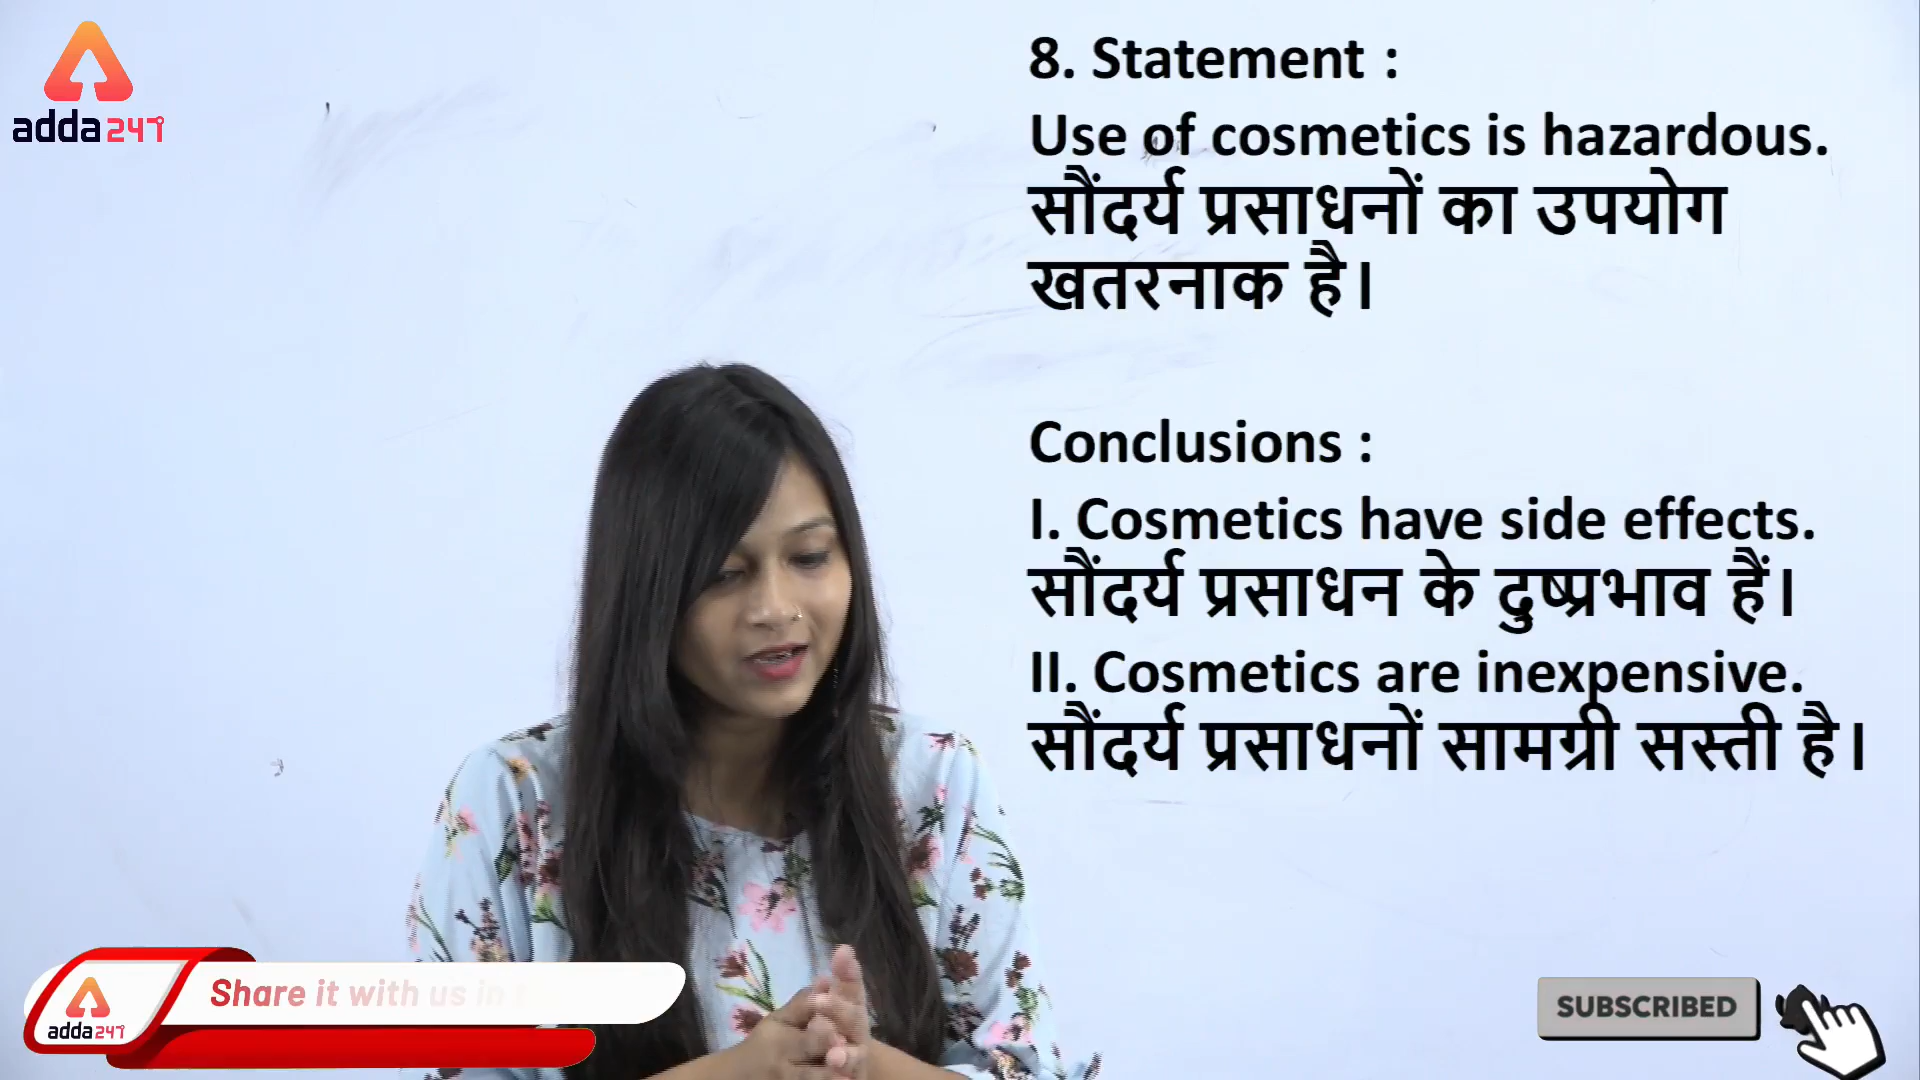 adda247
8. Statement :
Use of cosmetics is hazardous.
सौंदर्य प्रसाधनों का उपयोग
खतरनाक है।
Conclusions :
I. Cosmetics have side effects.
सौंदर्य प्रसाधन के दुष्प्रभाव हैं।
II. Cosmetics are inexpensive.
सौंदर्य प्रसाधनों सामग्री सस्ती है।
Share it with us in
adda247
SUBSCRIBED